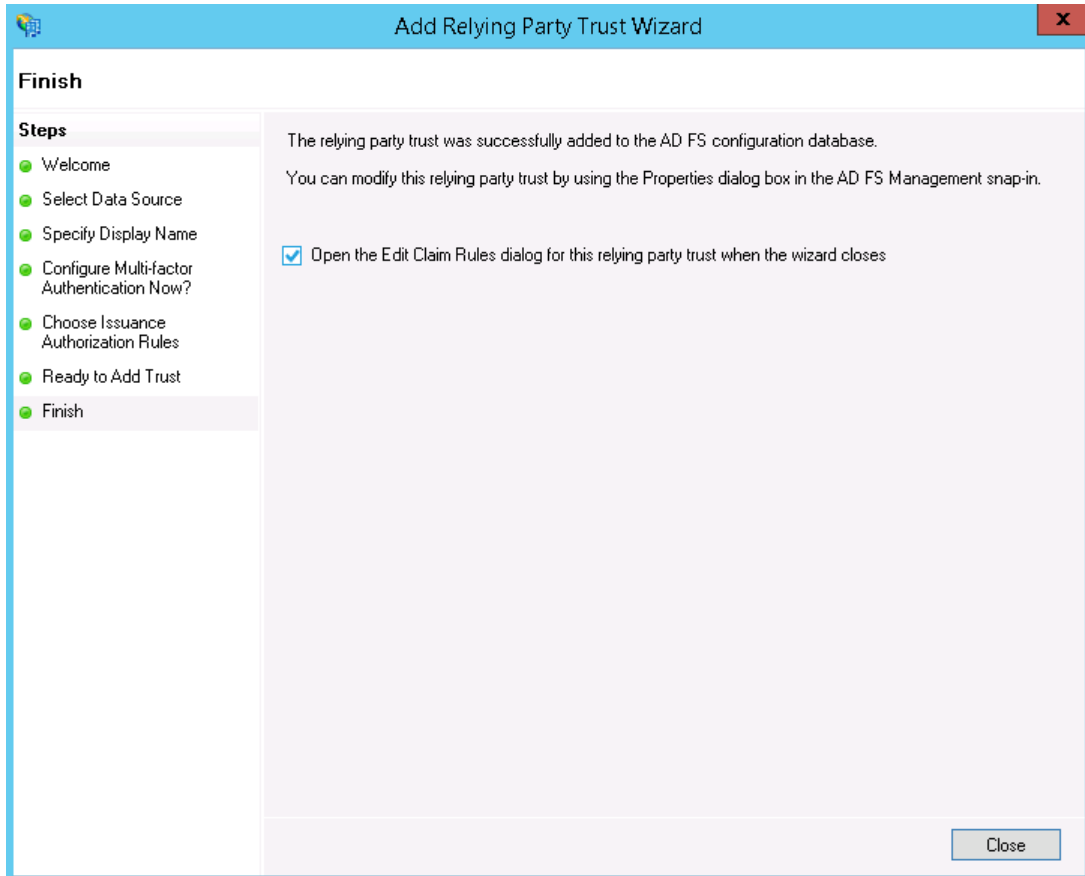 Add Relying Party Trust Wizard
x
Finish
Steps
Welcome
Select Data Source
Specify Display Name
Configure Multi-factor
Authentication Now?
Choose Issuance
Authorization Rules
Ready to Add Trust
Finish
The relying party trust was successfully added to the AD FS configuration database.
You can modify this relying party trust by using the Properties dialog box in the AD FS Management snap-in.
Open the Edit Claim Rules dialog for this relying party trust when the wizard closes
Close